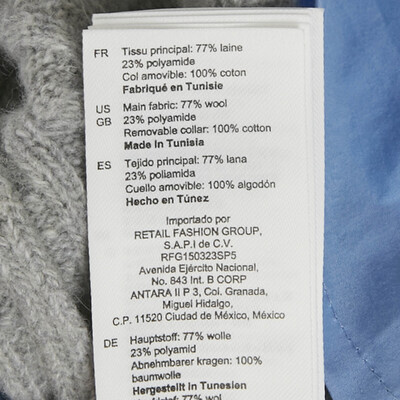 FR Tissu principal: 77% laine
23% polyamide
Col amovible: 100% coton
Fabriqué en Tunisie
US Main fabric: 77% wool
GB 23% polyamide
Removable collar: 100% cotton
Made in Tunisia
ES Tejido principal: 77% lana
23% poliamida
Cuello amovible: 100% algodón
Hecho en Túnez
Importado por
RETAIL FASHION GROUP,
S.A.P.I de C.V.
RFG150323SP5
Avenida Ejército Nacional,
No. 843 Int B CORP
ANTARA II P 3, Col. Granada,
Miguel Hidalgo,
C.P. 11520 Ciudad de México, México
DE Hauptstoff: 77% wolle
23% polyamid
Abnehmbarer kragen: 100%
baumwolle
Hergestellt in Tunesien
77% wol